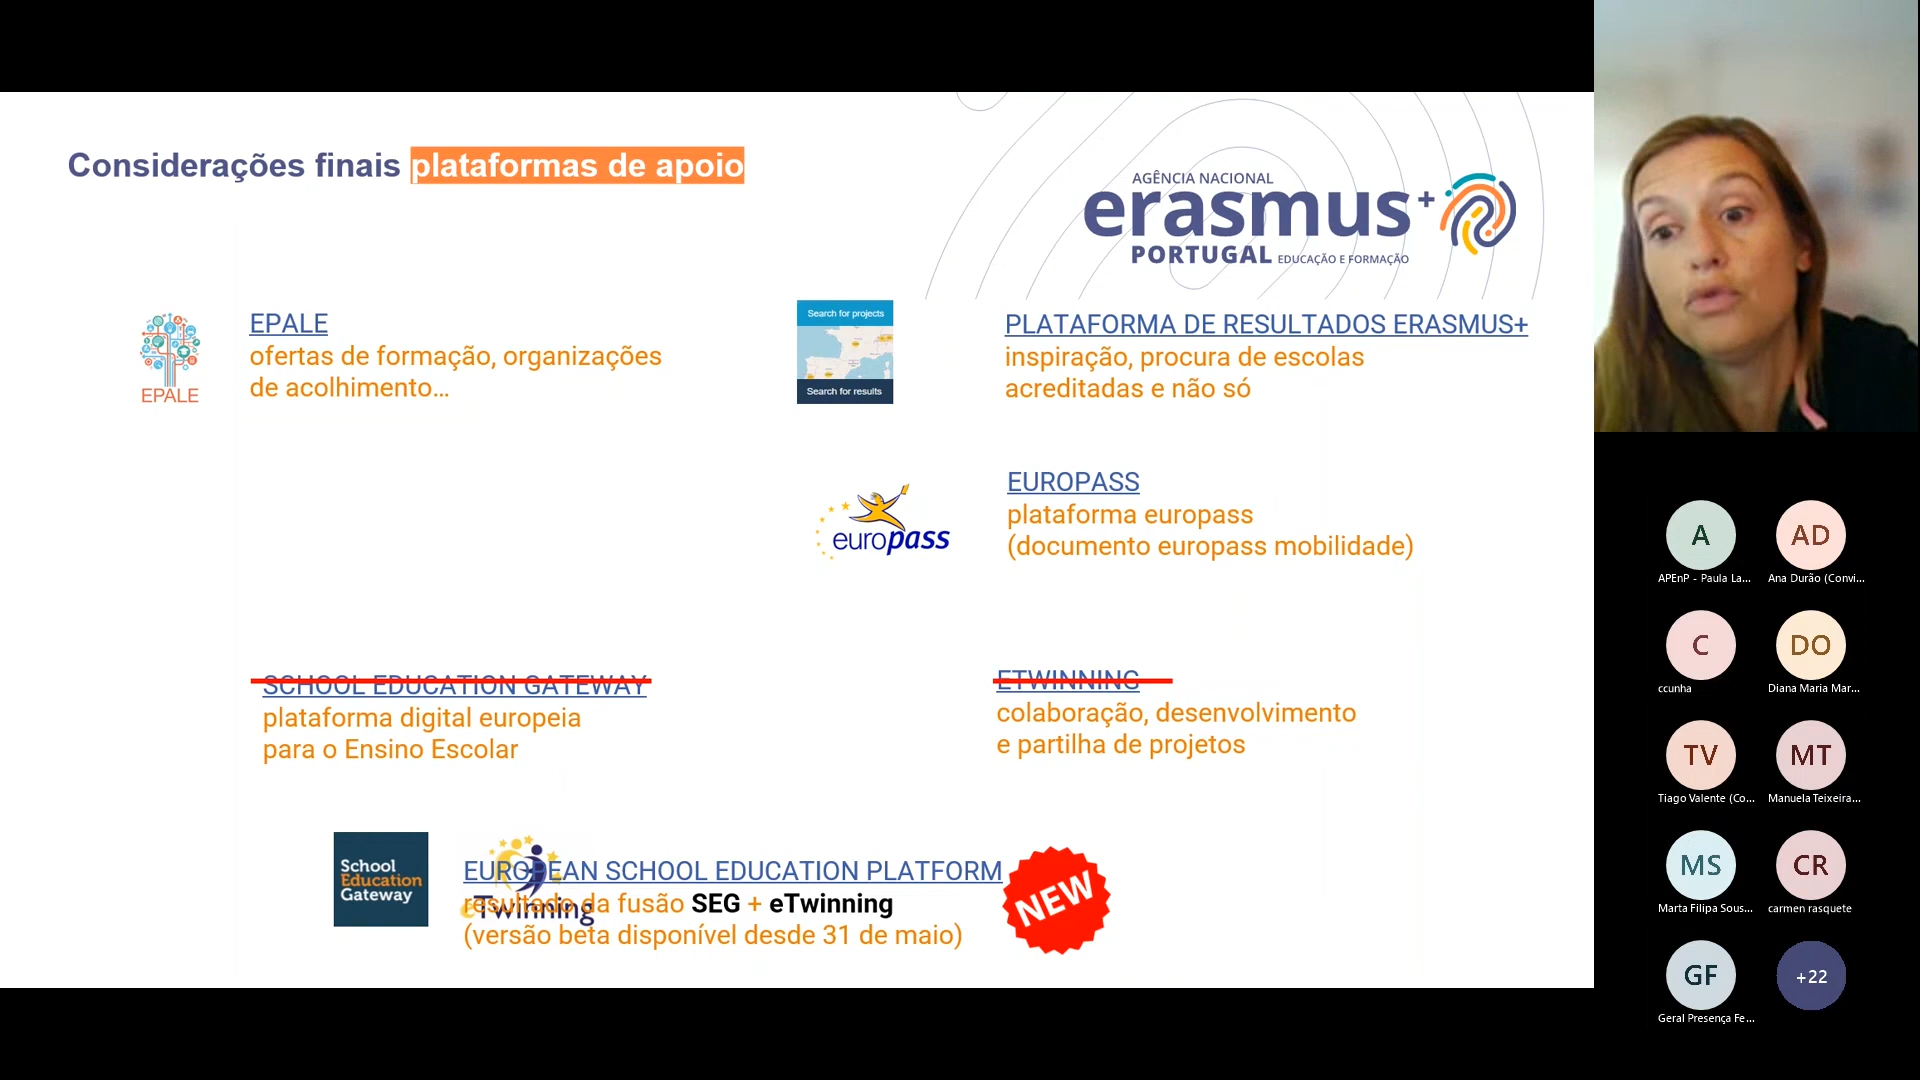 Considerações finais plataformas de apoio
AGÊNCIA NACIONAL
erasmus+
PORTUGAL EDUCAÇÃO E FORMAÇÃO
EPALE
EPALE
ofertas de formação, organizações
de acolhimento...
Search for projects
Search for results
PLATAFORMA DE RESULTADOS ERASMUS+
inspiração, procura de escolas
acreditadas e não só
europass
EUROPASS
plataforma europass
(documento europass mobilidade)
SCHOOL EDUCATION GATEWAY
plataforma digital europeia
para o Ensino Escolar
ETWINNING
colaboração, desenvolvimento
e partilha de projetos
School
Education
Gateway
eTwinning
EUROPEAN SCHOOL EDUCATION PLATFORM
resultado da fusão SEG + eTwinning
(versão beta disponível desde 31 de maio)
NEW
A
APEnP - Paula La...
AD
Ana Durão (Convi...
C
ccunha
DO
Diana Maria Mar...
TV
Tiago Valente (Co...
MT
Manuela Teixeira...
MS
Marta Filipa Sous...
CR
carmen rasquete
GF
Geral Presença Fe...
+22